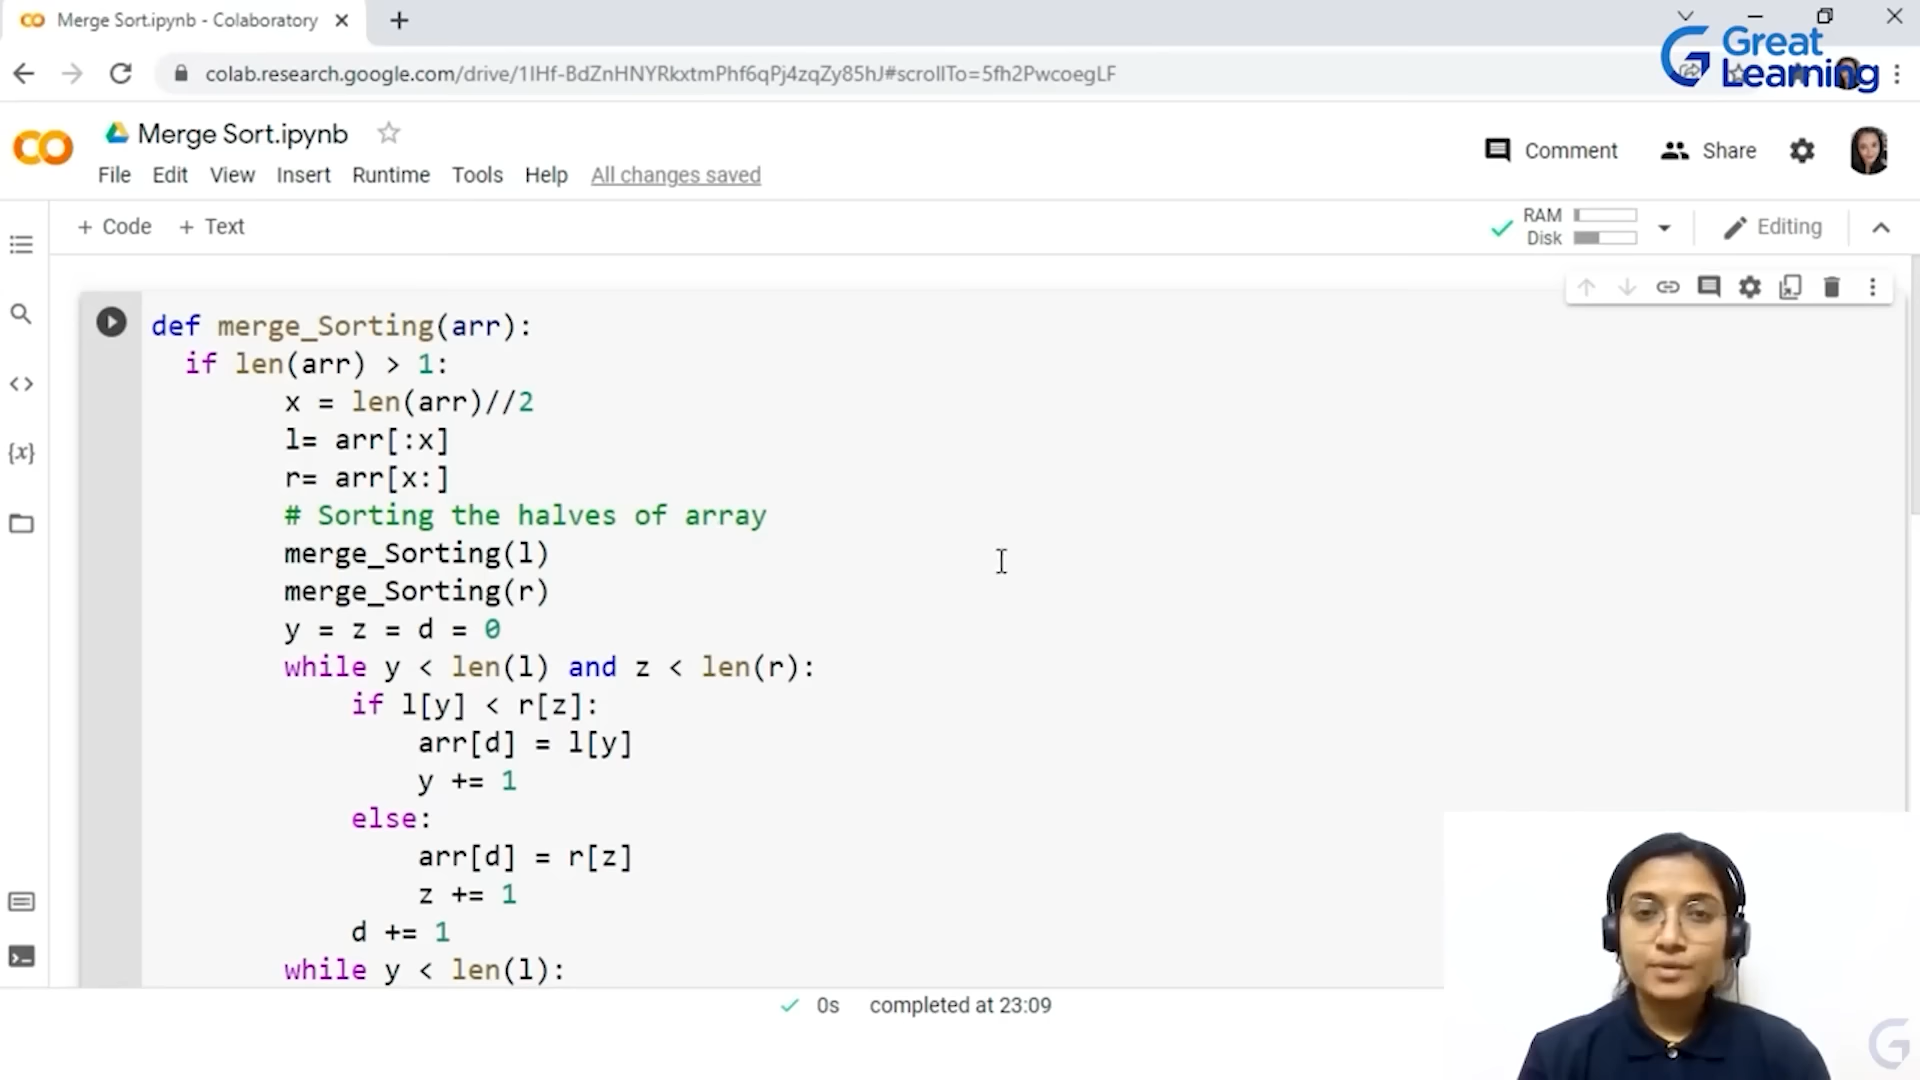 Merge Sort.ipynb - Colaboratory
Great Learning
colab.research.google.com/drive/1IHf-BdZnHNYRkxtmPhf6qPj4zqZy85hJ#scrollTo=5fh2PwcoegLF
CO
Merge Sort.ipynb
Comment
Share
File Edit View Insert Runtime Tools Help All changes saved
+ Code + Text
RAM
Disk
Editing
def merge_Sorting(arr):
if len(arr) > 1:
x = len(arr)//2
l= arr[:x]
r= arr[x:]
# Sorting the halves of array
merge_Sorting(l)
merge_Sorting(r)
y = z = d = 0
while y < len(l) and z < len(r):
if l[y] < r[z]:
arr[d] = l[y]
y += 1
else:
arr[d] = r[z]
z += 1
d += 1
while y < len(l):
0s completed at 23:09